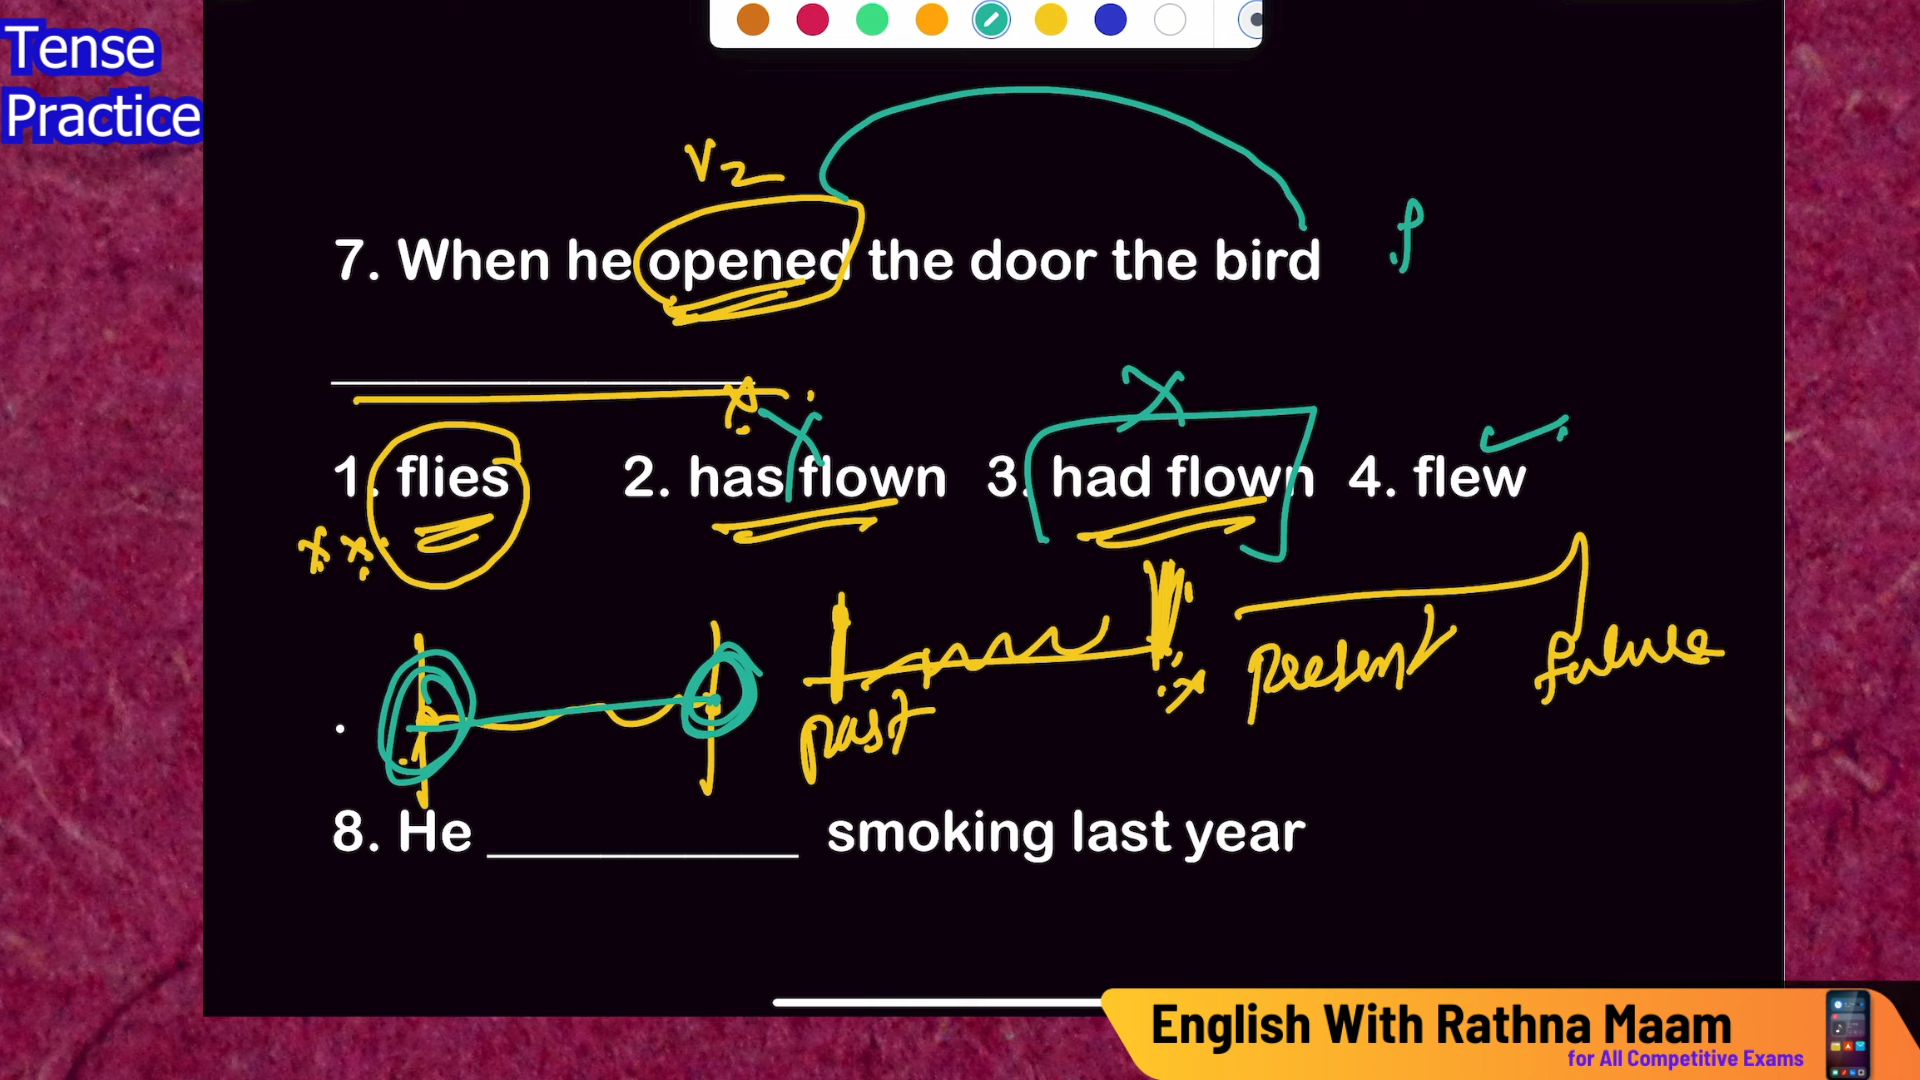 Tense
Practice
V2
7. When he opened the door the bird
1. flies 2. has flown 3. had flown 4. flew
past present future
.
8. He ____________ smoking last year
English With Rathna Maam
for All Competitive Exams